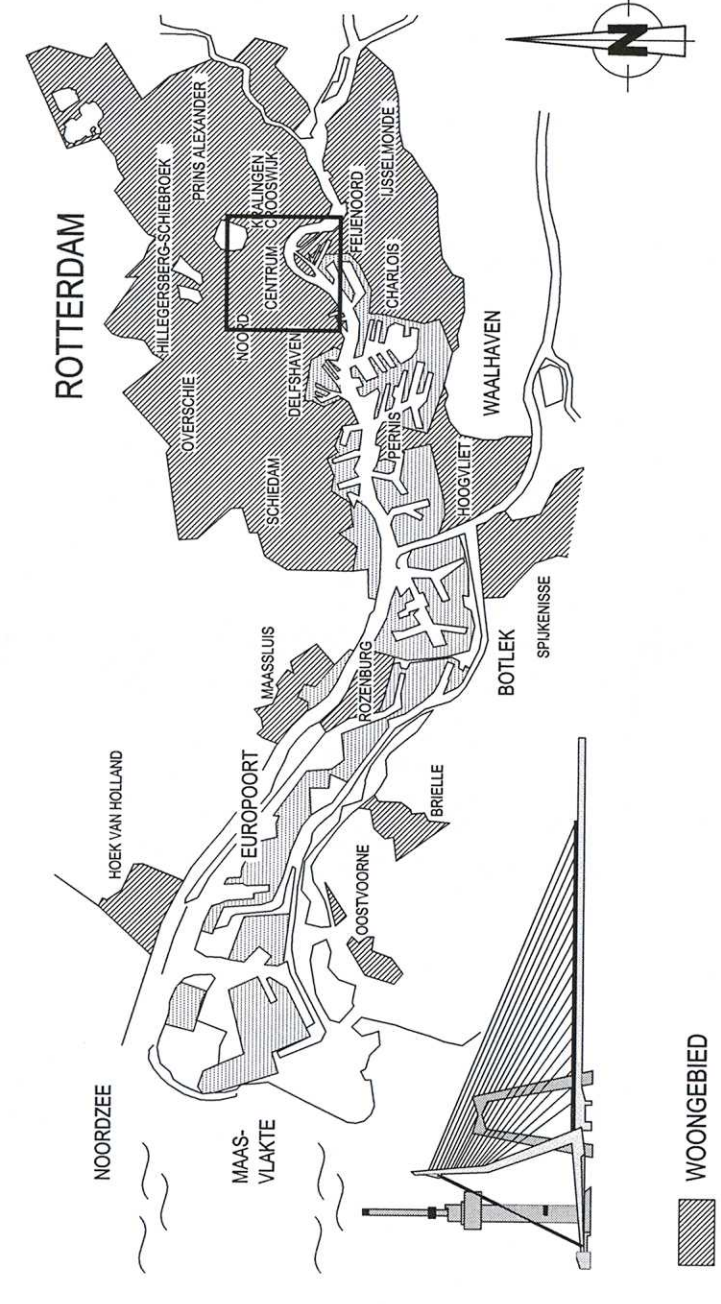 ROTTERDAM
HILLEGERSBERG-SCHIEBROEK
PRINS ALEXANDER
OVERSCHIE
NOORD
KRALINGEN
CROOSWIJK
CENTRUM
SCHIEDAM
DELFSHAVEN
FEIJENOORD
IJSSELMONDE
CHARLOIS
PERNIS
WAALHAVEN
HOOGVLIET
HOEK VAN HOLLAND
MAASSLUIS
EUROPOORT
ROZENBURG
BOTLEK
SPIJKENISSE
BRIELLE
OOSTVOORNE
NOORDZEE
MAAS-
VLAKTE
WOONGEBIED
N